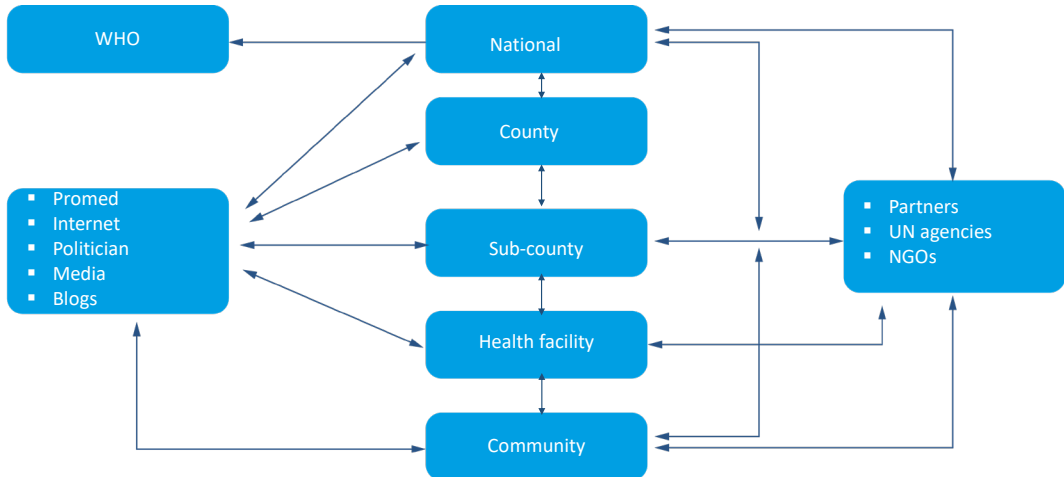 WHO
National
County
▪ Promed
▪ Internet
▪ Politician
▪ Media
▪ Blogs
Sub-county
▪ Partners
▪ UN agencies
▪ NGOs
Health facility
Community